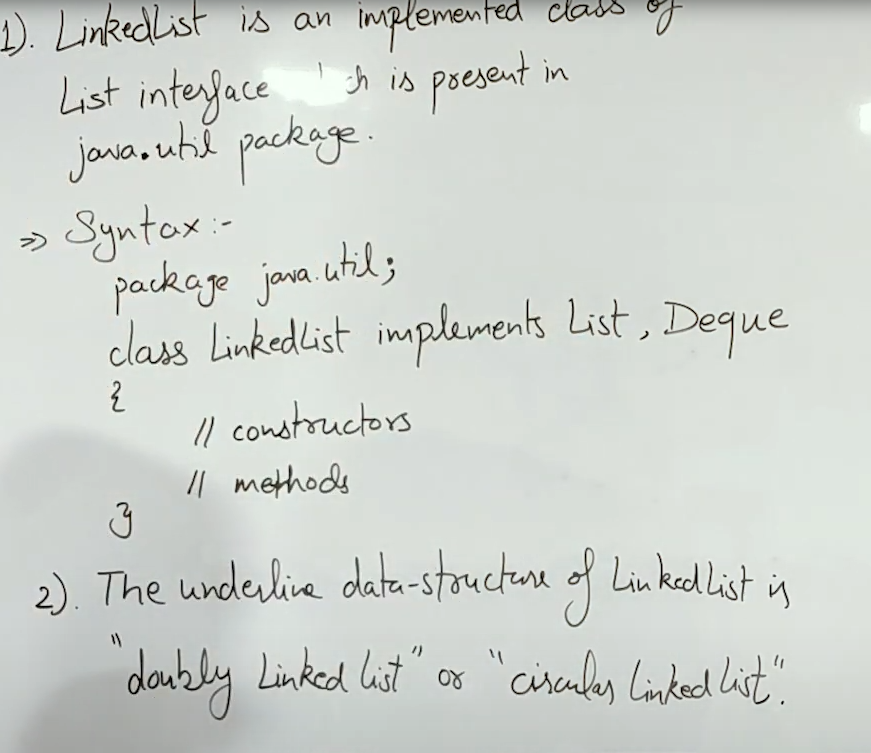 1). LinkedList is an implemented class of
List interface is present in
java.util package.
=> Syntax :-
package java.util;
class LinkedList implements List, Deque
{
// constructors
// methods
}
2). The underline data-structure of LinkedList is
"doubly Linked list" or "circular linked list".